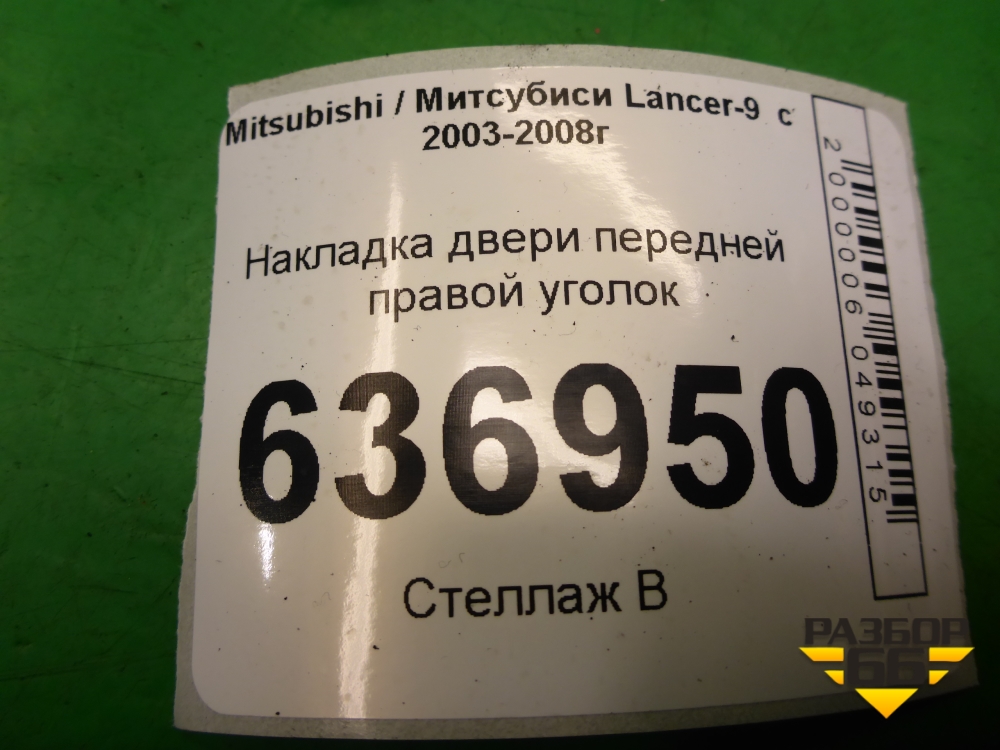 Mitsubishi / Митсубиси Lancer-9 с
2003-2008г
Накладка двери передней
правой уголок
636950
Стеллаж В
2000006049315
РАЗБОР
66